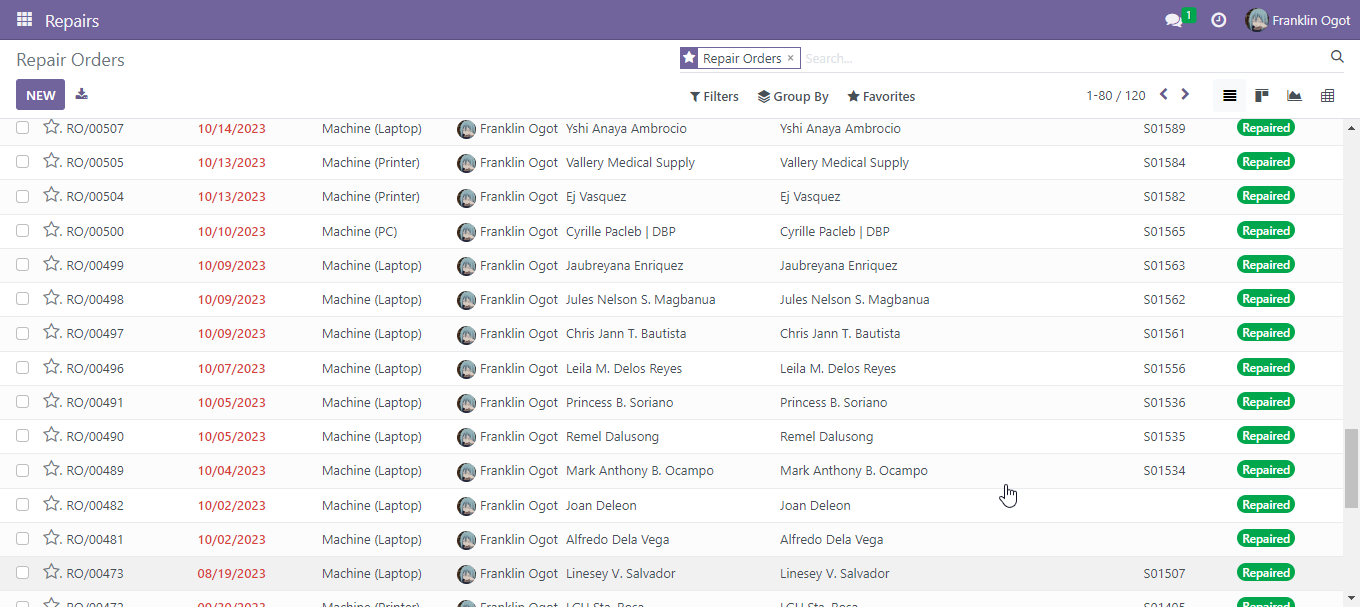 Repairs 1 Franklin Ogot
Repair Orders Repair Orders × Search...
NEW Filters Group By Favorites 1-80 / 120
RO/00507 10/14/2023 Machine (Laptop) Franklin Ogot Yshi Anaya Ambrocio Yshi Anaya Ambrocio S01589 Repaired
RO/00505 10/13/2023 Machine (Printer) Franklin Ogot Vallery Medical Supply Vallery Medical Supply S01584 Repaired
RO/00504 10/13/2023 Machine (Printer) Franklin Ogot Ej Vasquez Ej Vasquez S01582 Repaired
RO/00500 10/10/2023 Machine (PC) Franklin Ogot Cyrille Pacleb | DBP Cyrille Pacleb | DBP S01565 Repaired
RO/00499 10/09/2023 Machine (Laptop) Franklin Ogot Jaubreyana Enriquez Jaubreyana Enriquez S01563 Repaired
RO/00498 10/09/2023 Machine (Laptop) Franklin Ogot Jules Nelson S. Magbanua Jules Nelson S. Magbanua S01562 Repaired
RO/00497 10/09/2023 Machine (Laptop) Franklin Ogot Chris Jann T. Bautista Chris Jann T. Bautista S01561 Repaired
RO/00496 10/07/2023 Machine (Laptop) Franklin Ogot Leila M. Delos Reyes Leila M. Delos Reyes S01556 Repaired
RO/00491 10/05/2023 Machine (Laptop) Franklin Ogot Princess B. Soriano Princess B. Soriano S01536 Repaired
RO/00490 10/05/2023 Machine (Laptop) Franklin Ogot Remel Dalusong Remel Dalusong S01535 Repaired
RO/00489 10/04/2023 Machine (Laptop) Franklin Ogot Mark Anthony B. Ocampo Mark Anthony B. Ocampo S01534 Repaired
RO/00482 10/02/2023 Machine (Laptop) Franklin Ogot Joan Deleon Joan Deleon Repaired
RO/00481 10/02/2023 Machine (Laptop) Franklin Ogot Alfredo Dela Vega Alfredo Dela Vega Repaired
RO/00473 08/19/2023 Machine (Laptop) Franklin Ogot Linesey V. Salvador Linesey V. Salvador S01507 Repaired
Machine (Printer) Franklin Ogot LGU Sta. Rosa LGU Sta. Rosa Repaired